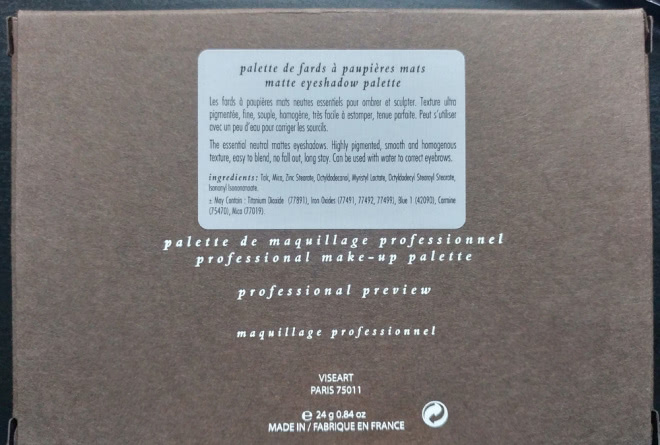 palette de fards à paupières mats
matte eyeshadow palette
Les fards à paupières mats neutres essentiels pour ombrer et sculpter. Texture ultra
pigmentée, fine, souple, homogène, très facile à estomper, tenue parfaite. Peut s'utiliser
avec un peu d'eau pour corriger les sourcils.
The essential neutral mattes eyeshadows. Highly pigmented, smooth and homogenous
texture, easy to blend, no fall out, long stay. Can be used with water to correct eyebrows.
ingredients: Talc, Mica, Zinc Stearate, Octyldodecanol, Myristyl Lactate, Octyldodecyl Stearoyl Stearate,
Isononyl Isononanoate.
± May Contain : Titanium Dioxide (77891), Iron Oxides (77491, 77492, 77499), Blue 1 (42090), Carmine
(75470), Mica (77019).
palette de maquillage professionnel
professional make-up palette
professional preview
maquillage professionnel
VISEART
PARIS 75011
℮ 24 g 0.84 oz
MADE IN / FABRIQUE EN FRANCE